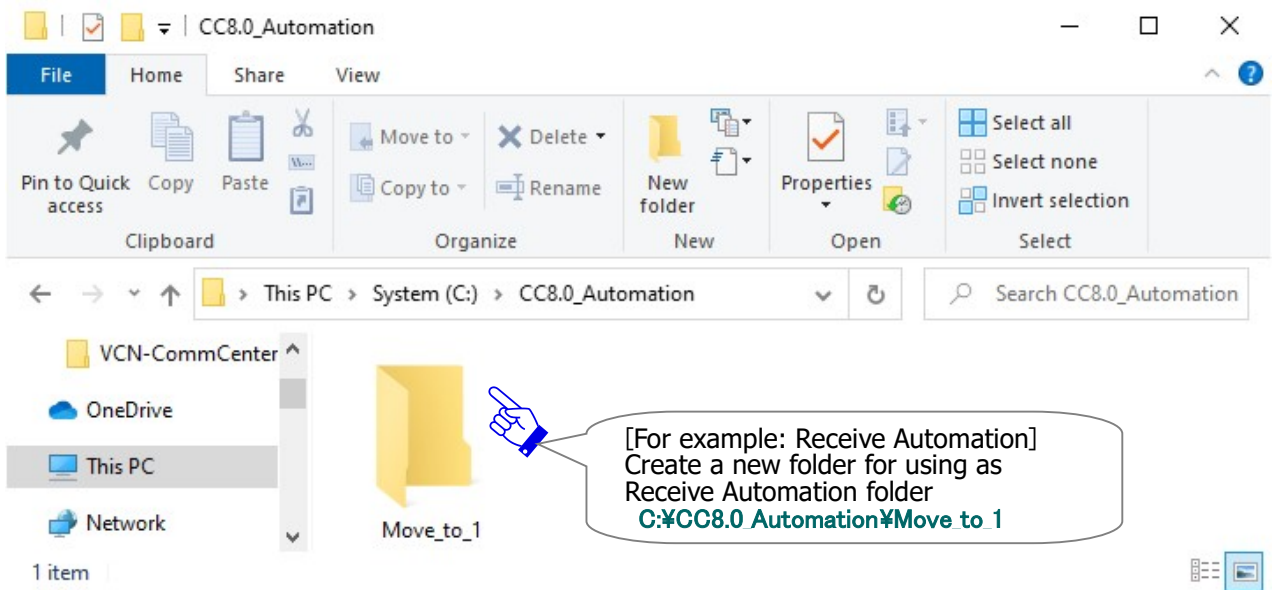 CC8.0_Automation
File Home Share View
Pin to Quick access
Copy
Paste
Move to
Copy to
Delete
Rename
New folder
Properties
Select all
Select none
Invert selection
Clipboard Organize New Open Select
This PC > System (C:) > CC8.0_Automation
Search CC8.0_Automation
VCN-CommCenter
OneDrive
This PC
Network
Move_to_1
[For example: Receive Automation]
Create a new folder for using as
Receive Automation folder
C:¥CC8.0_Automation¥Move_to_1
1 item